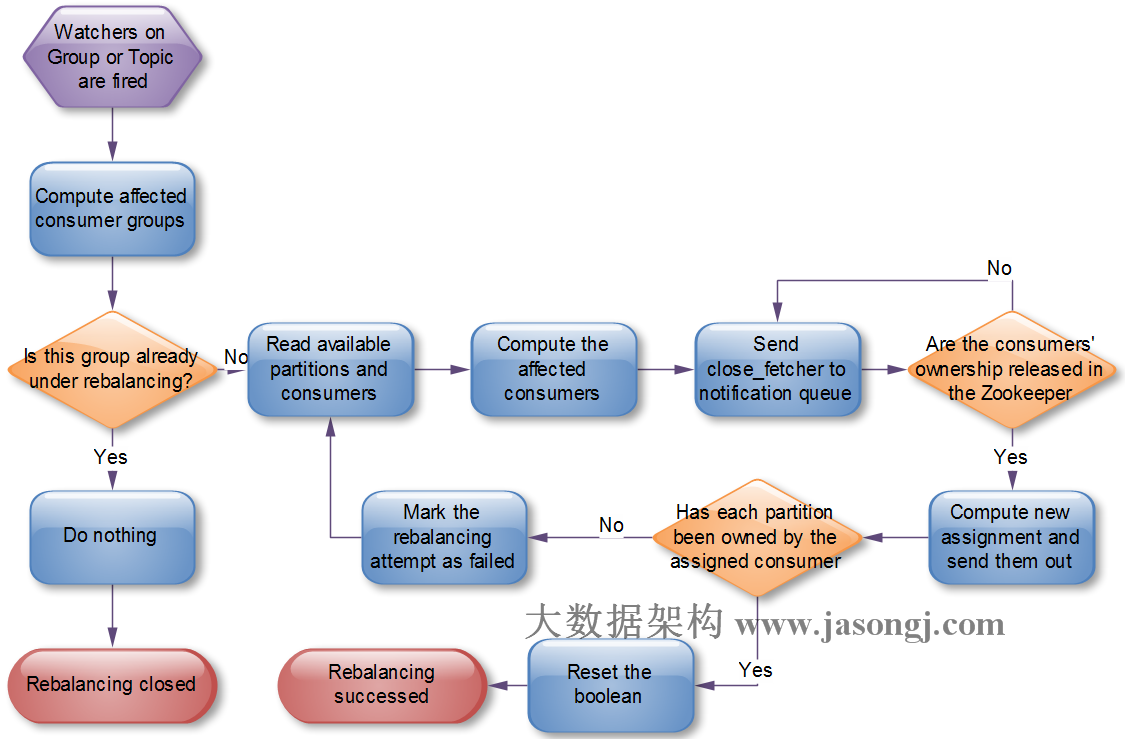 Watchers on
Group or Topic
are fired
Compute affected
consumer groups
Is this group already
under rebalancing?
No
Read available
partitions and
consumers
Compute the
affected
consumers
Send
close_fetcher to
notification queue
No
Are the consumers'
ownership released in
the Zookeeper
Yes
Yes
Do nothing
Mark the
rebalancing
attempt as failed
No
Has each partition
been owned by the
assigned consumer
Compute new
assignment and
send them out
大数据架构 www.jasongj.com
Rebalancing closed
Rebalancing
successed
Reset the
boolean
Yes